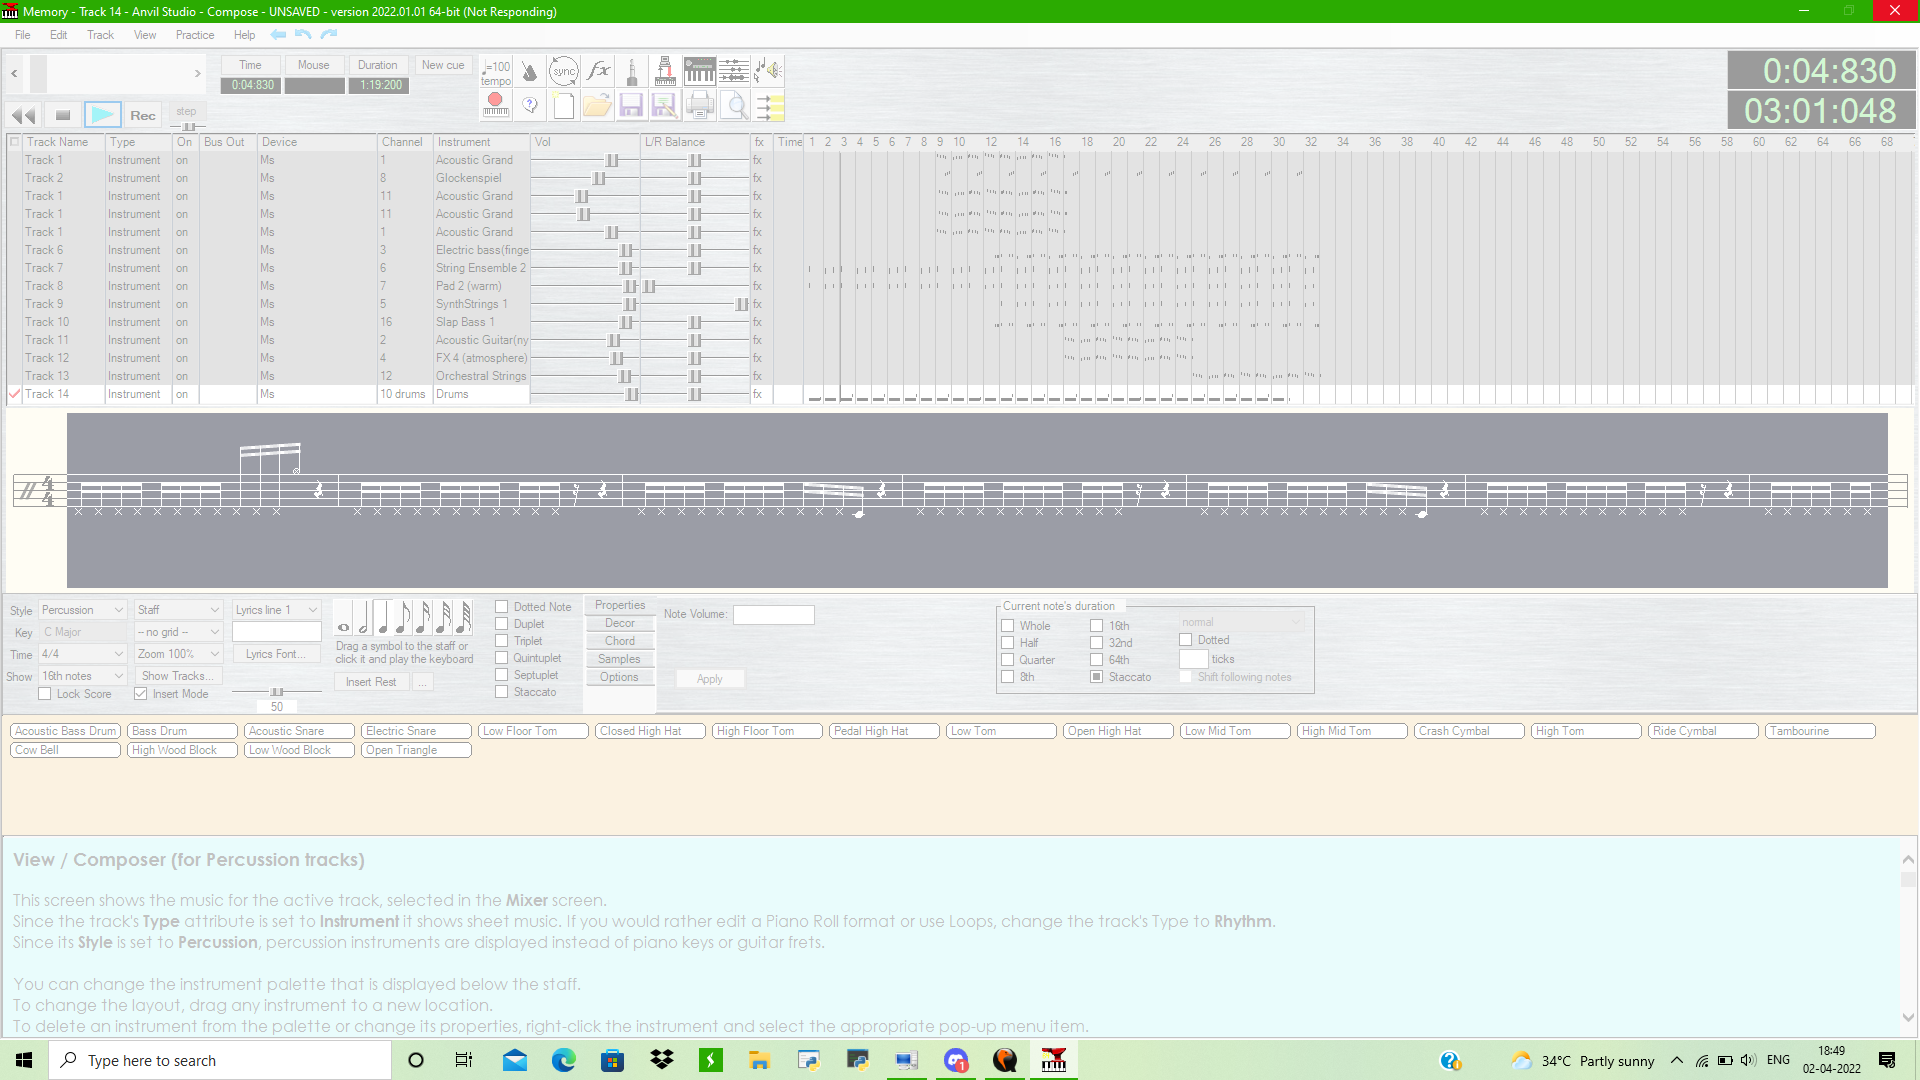 Memory - Track 14 - Anvil Studio - Compose - UNSAVED - version 2022.01.01 64-bit (Not Responding)
File Edit Track View Practice Help
Time Mouse Duration New cue
0:04:830 1:19:200
♩=100 tempo sync fx
0:04:830
03:01:048
Rec step
Track Name Type On Bus Out Device Channel Instrument Vol L/R Balance fx Time 1 2 3 4 5 6 7 8 9 10 12 14 16 18 20 22 24 26 28 30 32 34 36 38 40 42 44 46 48 50 52 54 56 58 60 62 64 66 68
Track 1 Instrument on Ms 1 Acoustic Grand fx
Track 2 Instrument on Ms 8 Glockenspiel fx
Track 1 Instrument on Ms 11 Acoustic Grand fx
Track 1 Instrument on Ms 11 Acoustic Grand fx
Track 1 Instrument on Ms 1 Acoustic Grand fx
Track 6 Instrument on Ms 3 Electric bass(finge fx
Track 7 Instrument on Ms 6 String Ensemble 2 fx
Track 8 Instrument on Ms 7 Pad 2 (warm) fx
Track 9 Instrument on Ms 5 SynthStrings 1 fx
Track 10 Instrument on Ms 16 Slap Bass 1 fx
Track 11 Instrument on Ms 2 Acoustic Guitar(ny fx
Track 12 Instrument on Ms 4 FX 4 (atmosphere) fx
Track 13 Instrument on Ms 12 Orchestral Strings fx
Track 14 Instrument on Ms 10 drums Drums fx
4
4
Style Percussion Staff Lyrics line 1
Key C Major -- no grid --
Time 4/4 Zoom 100% Lyrics Font...
Show 16th notes Show Tracks...
Lock Score Insert Mode
50
Drag a symbol to the staff or
click it and play the keyboard
Insert Rest ...
Dotted Note
Duplet
Triplet
Quintuplet
Septuplet
Staccato
Properties
Decor
Chord
Samples
Options
Note Volume:
Apply
Current note's duration
Whole 16th normal
Half 32nd Dotted
Quarter 64th ticks
8th Staccato Shift following notes
Acoustic Bass Drum Bass Drum Acoustic Snare Electric Snare Low Floor Tom Closed High Hat High Floor Tom Pedal High Hat Low Tom Open High Hat Low Mid Tom High Mid Tom Crash Cymbal High Tom Ride Cymbal Tambourine
Cow Bell High Wood Block Low Wood Block Open Triangle
View / Composer (for Percussion tracks)
This screen shows the music for the active track, selected in the Mixer screen.
Since the track's Type attribute is set to Instrument it shows sheet music. If you would rather edit a Piano Roll format or use Loops, change the track's Type to Rhythm.
Since its Style is set to Percussion, percussion instruments are displayed instead of piano keys or guitar frets.
You can change the instrument palette that is displayed below the staff.
To change the layout, drag any instrument to a new location.
To delete an instrument from the palette or change its properties, right-click the instrument and select the appropriate pop-up menu item.
Type here to search
1
34°C Partly sunny ENG
18:49
02-04-2022